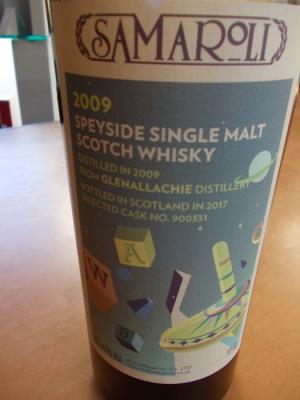 SAMAROLI
2009
SPEYSIDE SINGLE MALT
SCOTCH WHISKY
DISTILLED IN 2009
FROM GLENALLACHIE DISTILLERY
BOTTLED IN SCOTLAND IN 2017
SELECTED CASK NO. 900331
A
W
B